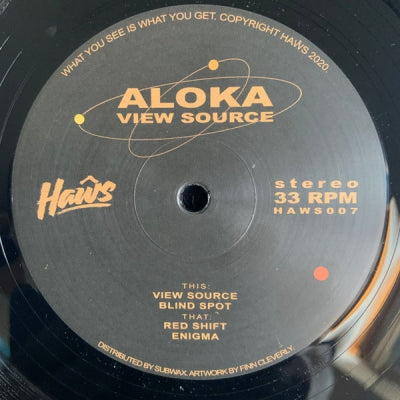 WHAT YOU SEE IS WHAT YOU GET. COPYRIGHT HAWS 2020.
ALOKA
VIEW SOURCE
Haws
stereo
33 RPM
HAWS007
THIS:
VIEW SOURCE
BLIND SPOT
THAT:
RED SHIFT
ENIGMA
DISTRIBUTED BY SUBWAX. ARTWORK BY FINN CLEVERLY.